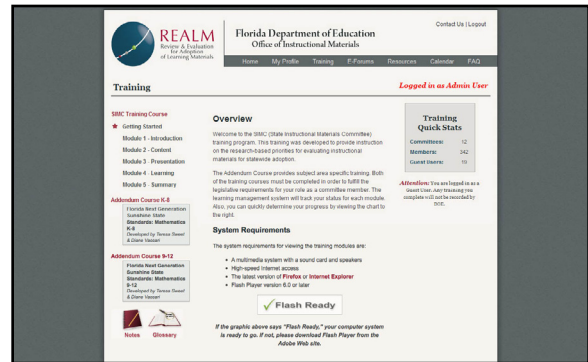 REALM
Review & Evaluation
for Adoption
of Learning Materials
Florida Department of Education
Office of Instructional Materials
Contact Us | Logout
Home My Profile Training E-Forums Resources Calendar FAQ
Training
Logged in as Admin User
SIMC Training Course
Getting Started
Module 1 - Introduction
Module 2 - Content
Module 3 - Presentation
Module 4 - Learning
Module 5 - Summary
Addendum Course K-8
Florida Next Generation
Sunshine State
Standards: Mathematics
K-8
Developed by Teresa Sweet
& Diane Vassari
Addendum Course 9-12
Florida Next Generation
Sunshine State
Standards: Mathematics
9-12
Developed by Teresa Sweet
& Diane Vassari
Notes Glossary
Overview
Welcome to the SIMC (State Instructional Materials Committee)
training program. This training was developed to provide instruction
on the research-based priorities for evaluating instructional
materials for statewide adoption.
The Addendum Course provides subject area specific training. Both
of the training courses must be completed in order to fulfill the
legislative requirements for your role as a committee member. The
learning management system will track your status for each module.
Also, you can quickly determine your progress by viewing the chart to
the right.
System Requirements
The system requirements for viewing the training modules are:
• A multimedia system with a sound card and speakers
• High-speed Internet access
• The latest version of Firefox or Internet Explorer
• Flash Player version 6.0 or later
Flash Ready
If the graphic above says "Flash Ready," your computer system
is ready to go. If not, please download Flash Player from the
Adobe Web site.
Training
Quick Stats
Committees: 12
Members: 342
Guest Users: 19
Attention: You are logged in as a
Guest User. Any training you
complete will not be recorded by
DOE.